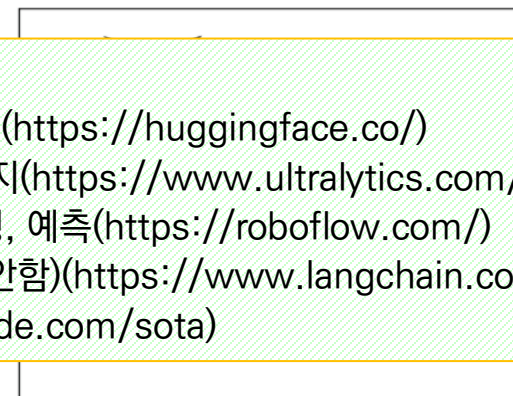 (https://huggingface.co/)
지(https://www.ultralytics.com/
, 예측(https://roboflow.com/)
안함)(https://www.langchain.co
de.com/sota)